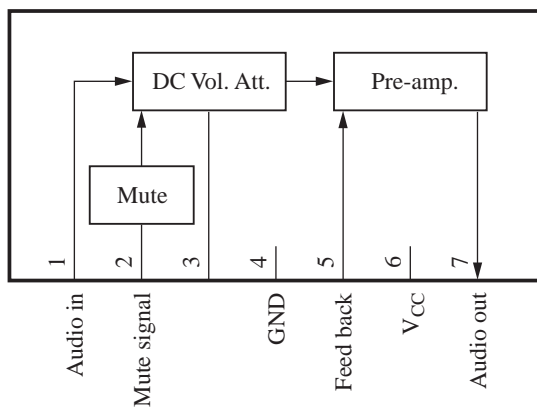 DC Vol. Att.
Pre-amp.
Mute
1
2
3
4
5
6
7
Audio in
Mute signal
GND
Feed back
VCC
Audio out